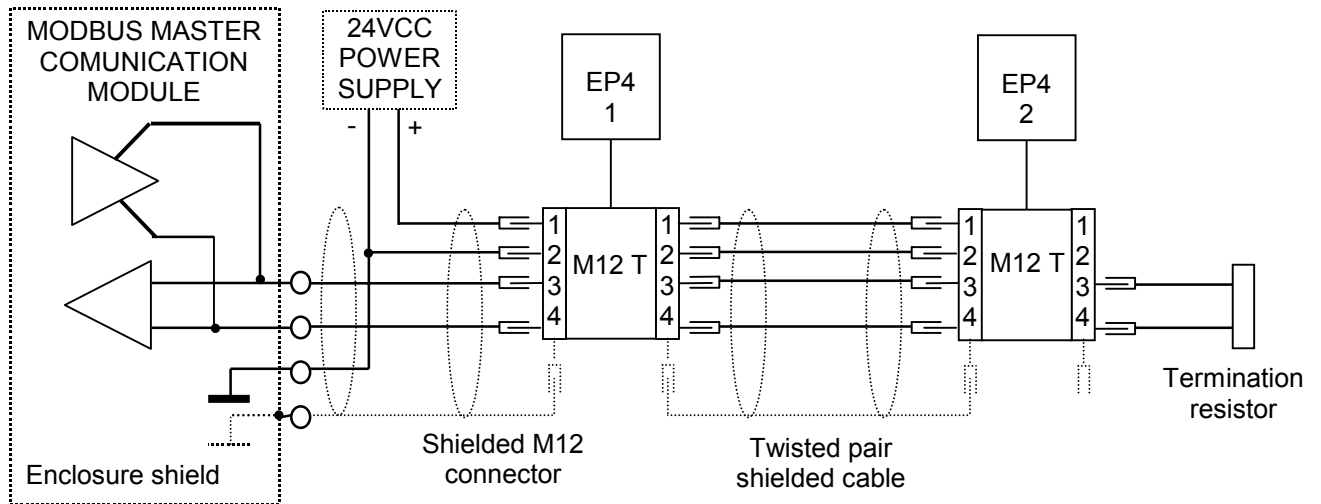 MODBUS MASTER
COMUNICATION
MODULE
24VCC
POWER
SUPPLY
- +
EP4
1
EP4
2
1
2
3
4
M12 T
1
2
3
4
1
2
3
4
M12 T
1
2
3
4
Termination
resistor
Shielded M12
connector
Twisted pair
shielded cable
Enclosure shield